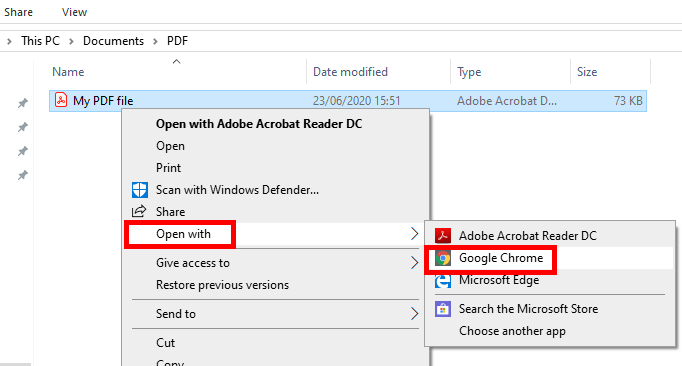 Share View
This PC > Documents > PDF
Name Date modified Type Size
My PDF file 23/06/2020 15:51 Adobe Acrobat D... 73 KB
Open with Adobe Acrobat Reader DC
Open
Print
Scan with Windows Defender...
Share
Open with
Give access to
Restore previous versions
Send to
Cut
Copy
Adobe Acrobat Reader DC
Google Chrome
Microsoft Edge
Search the Microsoft Store
Choose another app